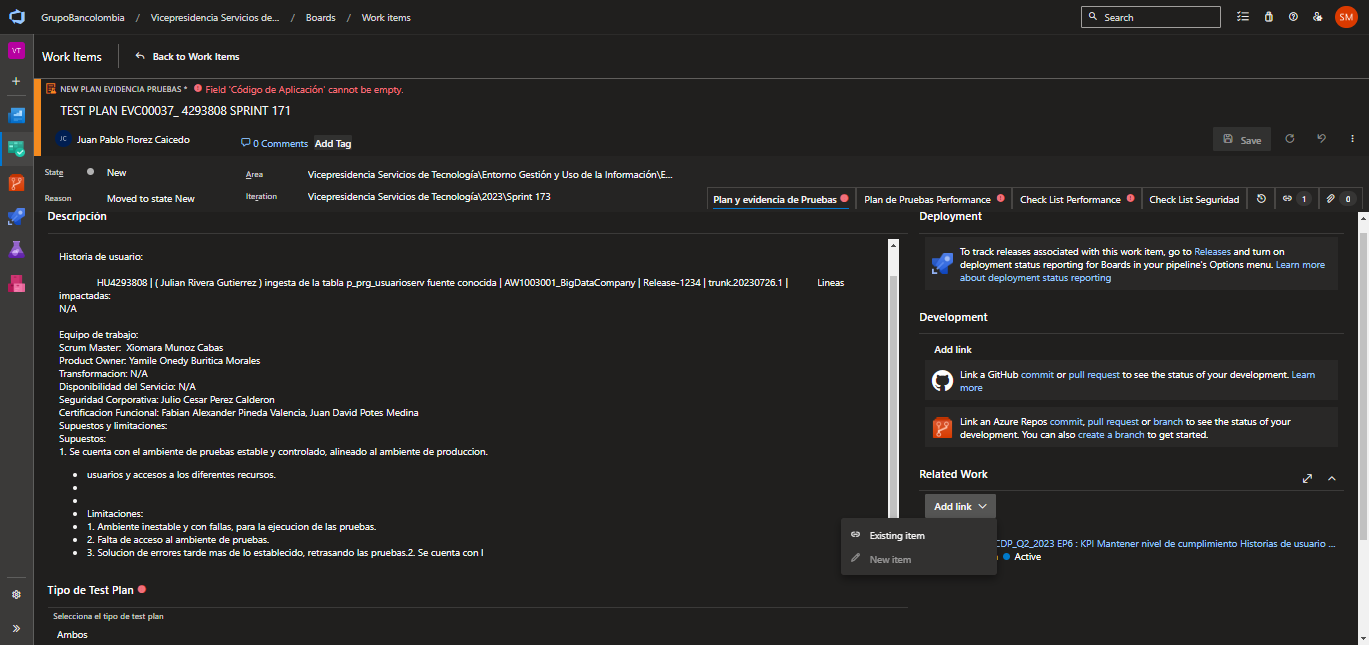 GrupoBancolombia / Vicepresidencia Servicios de... / Boards / Work items
Search
SM
VT
Work Items
Back to Work Items
NEW PLAN EVIDENCIA PRUEBAS * Field 'Código de Aplicación' cannot be empty.
TEST PLAN EVC00037_ 4293808 SPRINT 171
JC Juan Pablo Florez Caicedo
0 Comments
Add Tag
Save
State
New
Area
Vicepresidencia Servicios de Tecnología\Entorno Gestión y Uso de la Información\E...
Reason
Moved to state New
Iteration
Vicepresidencia Servicios de Tecnología\2023\Sprint 173
Plan y evidencia de Pruebas
Plan de Pruebas Performance
Check List Performance
Check List Seguridad
1
0
Descripción
Historia de usuario:
HU4293808 | ( Julian Rivera Gutierrez ) ingesta de la tabla p_prg_usuarioserv fuente conocida | AW1003001_BigDataCompany | Release-1234 | trunk.20230726.1 | Lineas
impactadas:
N/A
Equipo de trabajo:
Scrum Master: Xiomara Munoz Cabas
Product Owner: Yamile Onedy Buritica Morales
Transformacion: N/A
Disponibilidad del Servicio: N/A
Seguridad Corporativa: Julio Cesar Perez Calderon
Certificacion Funcional: Fabian Alexander Pineda Valencia, Juan David Potes Medina
Supuestos y limitaciones:
Supuestos:
1. Se cuenta con el ambiente de pruebas estable y controlado, alineado al ambiente de produccion.
• usuarios y accesos a los diferentes recursos.
•
•
• Limitaciones:
• 1. Ambiente inestable y con fallas, para la ejecucion de las pruebas.
• 2. Falta de acceso al ambiente de pruebas.
• 3. Solucion de errores tarde mas de lo establecido, retrasando las pruebas.2. Se cuenta con l
Tipo de Test Plan
Selecciona el tipo de test plan
Ambos
Deployment
To track releases associated with this work item, go to Releases and turn on
deployment status reporting for Boards in your pipeline's Options menu. Learn more
about deployment status reporting
Development
Add link
Link a GitHub commit or pull request to see the status of your development. Learn
more
Link an Azure Repos commit, pull request or branch to see the status of your
development. You can also create a branch to get started.
Related Work
Add link
Existing item
New item
CDP_Q2_2023 EP6 : KPI Mantener nivel de cumplimiento Historias de usuario ...
Active